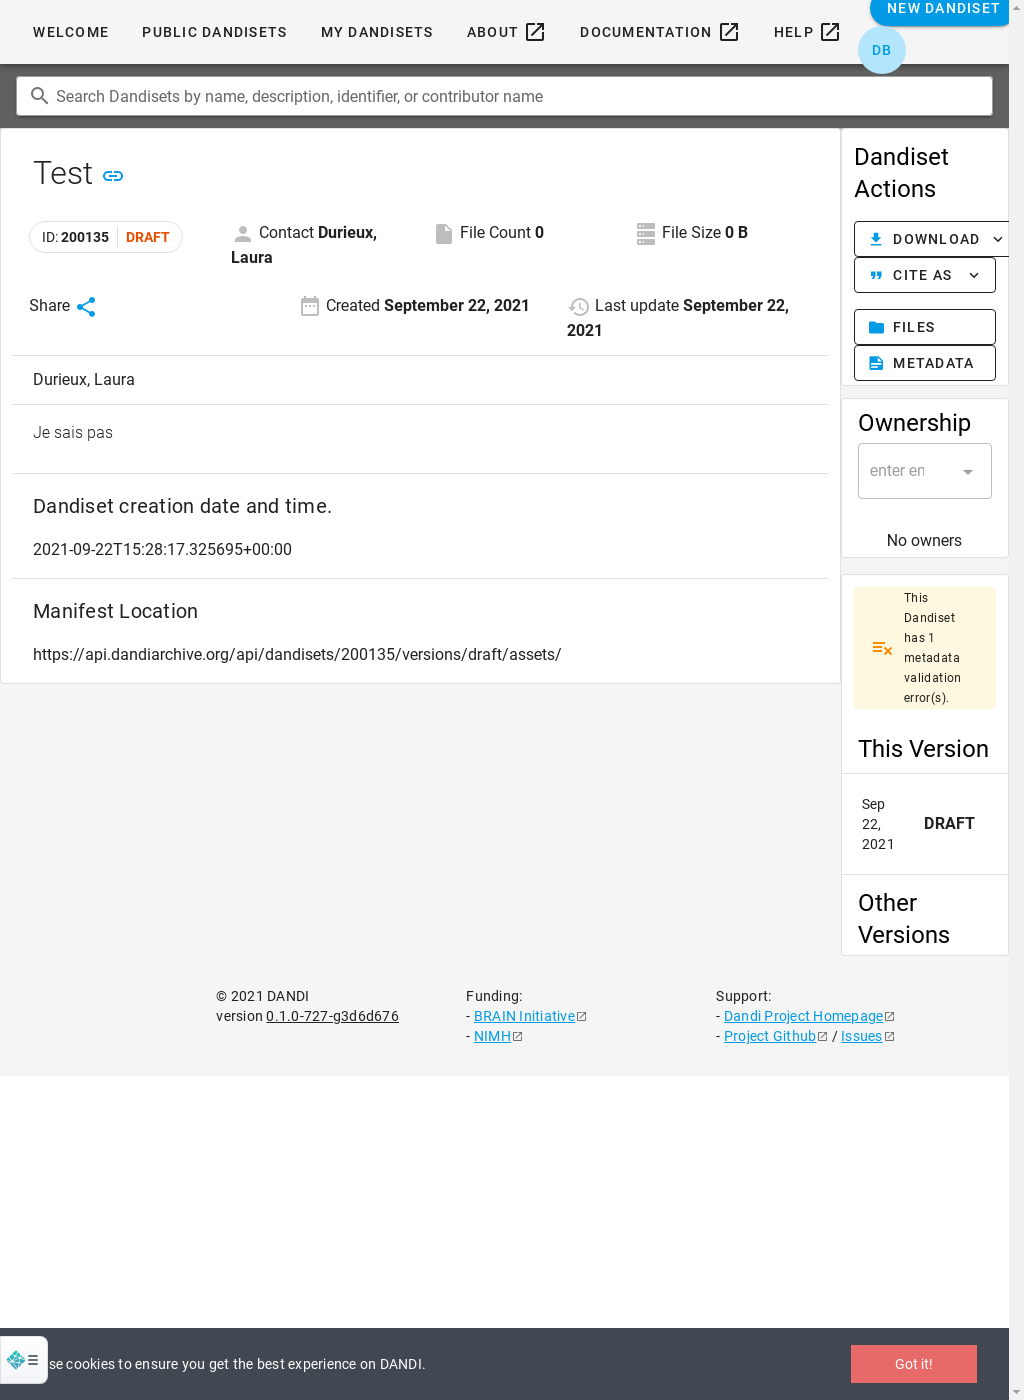 WELCOME PUBLIC DANDISETS MY DANDISETS ABOUT DOCUMENTATION HELP NEW DANDISET
DB
Search Dandisets by name, description, identifier, or contributor name
Test
ID: 200135 DRAFT
Contact Durieux, Laura
File Count 0
File Size 0 B
Share
Created September 22, 2021
Last update September 22, 2021
Durieux, Laura
Je sais pas
Dandiset creation date and time.
2021-09-22T15:28:17.325695+00:00
Manifest Location
https://api.dandiarchive.org/api/dandisets/200135/versions/draft/assets/
Dandiset
Actions
DOWNLOAD
CITE AS
FILES
METADATA
Ownership
enter en
No owners
This
Dandiset
has 1
metadata
validation
error(s).
This Version
Sep
22,
2021
DRAFT
Other
Versions
© 2021 DANDI
version 0.1.0-727-g3d6d676
Funding:
- BRAIN Initiative
- NIMH
Support:
- Dandi Project Homepage
- Project Github / Issues
se cookies to ensure you get the best experience on DANDI.
Got it!